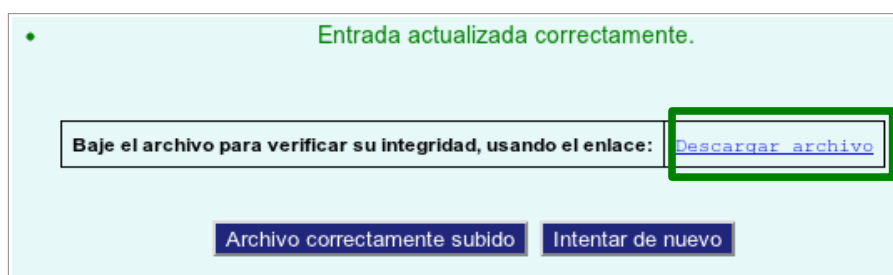 Entrada actualizada correctamente.
Baje el archivo para verificar su integridad, usando el enlace: Descargar archivo
Archivo correctamente subido Intentar de nuevo